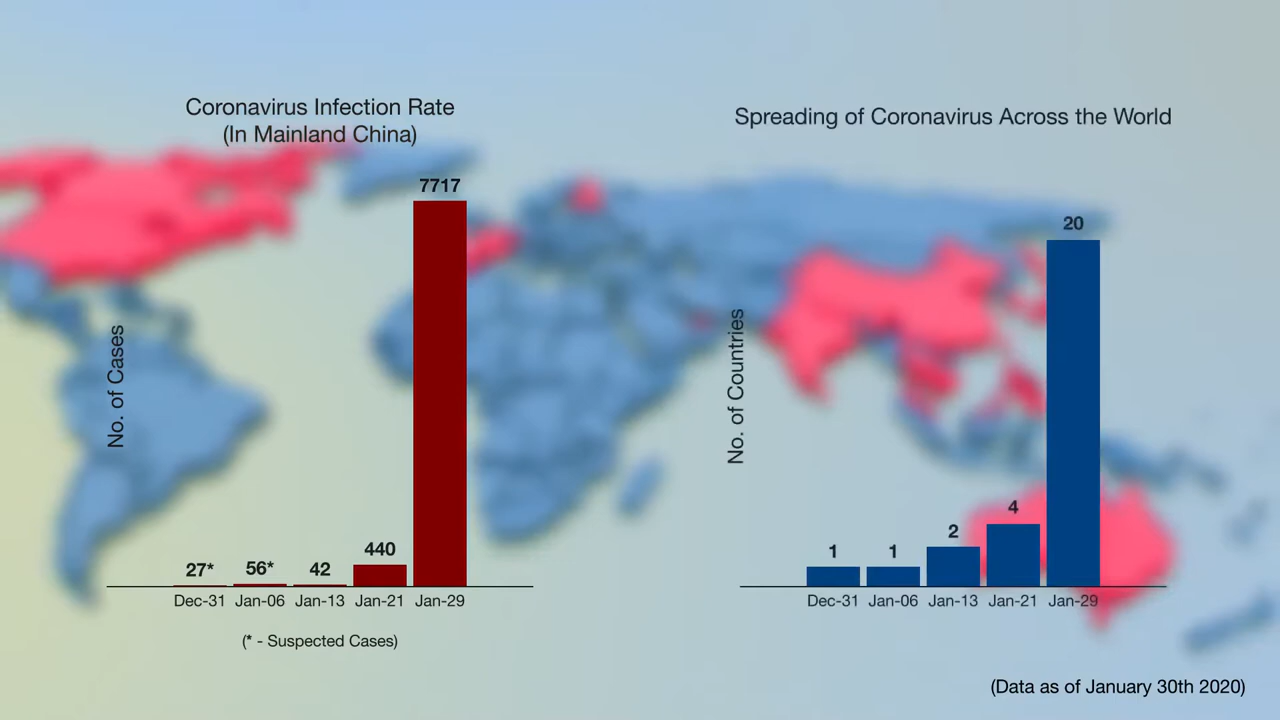 Coronavirus Infection Rate
(In Mainland China)
No. of Cases
27*
56*
42
440
7717
Dec-31 Jan-06 Jan-13 Jan-21 Jan-29
(* - Suspected Cases)
Spreading of Coronavirus Across the World
No. of Countries
1
1
2
4
20
Dec-31 Jan-06 Jan-13 Jan-21 Jan-29
(Data as of January 30th 2020)